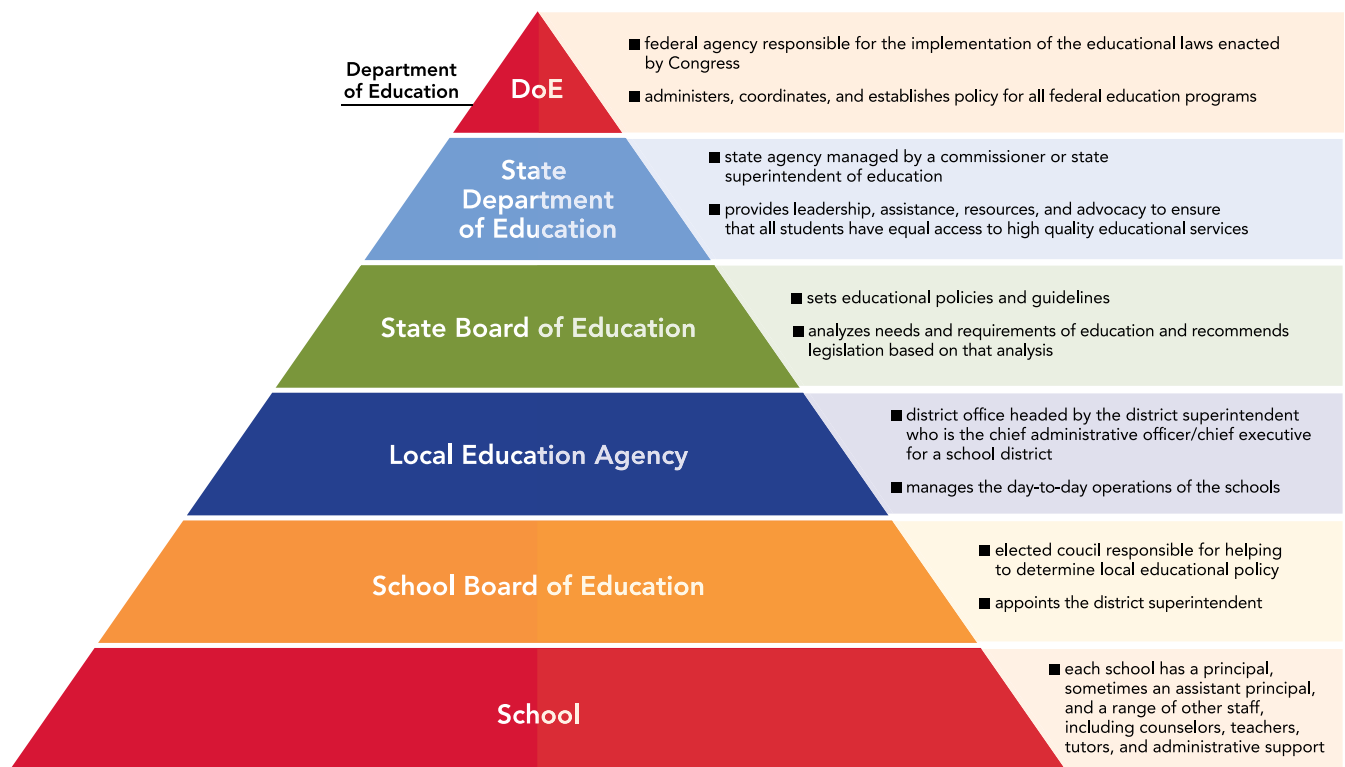 Department
of Education
DoE
■ federal agency responsible for the implementation of the educational laws enacted
by Congress
■ administers, coordinates, and establishes policy for all federal education programs
State
Department
of Education
■ state agency managed by a commissioner or state
superintendent of education
■ provides leadership, assistance, resources, and advocacy to ensure
that all students have equal access to high quality educational services
State Board of Education
■ sets educational policies and guidelines
■ analyzes needs and requirements of education and recommends
legislation based on that analysis
Local Education Agency
■ district office headed by the district superintendent
who is the chief administrative officer/chief executive
for a school district
■ manages the day-to-day operations of the schools
School Board of Education
■ elected coucil responsible for helping
to determine local educational policy
■ appoints the district superintendent
School
■ each school has a principal,
sometimes an assistant principal,
and a range of other staff,
including counselors, teachers,
tutors, and administrative support